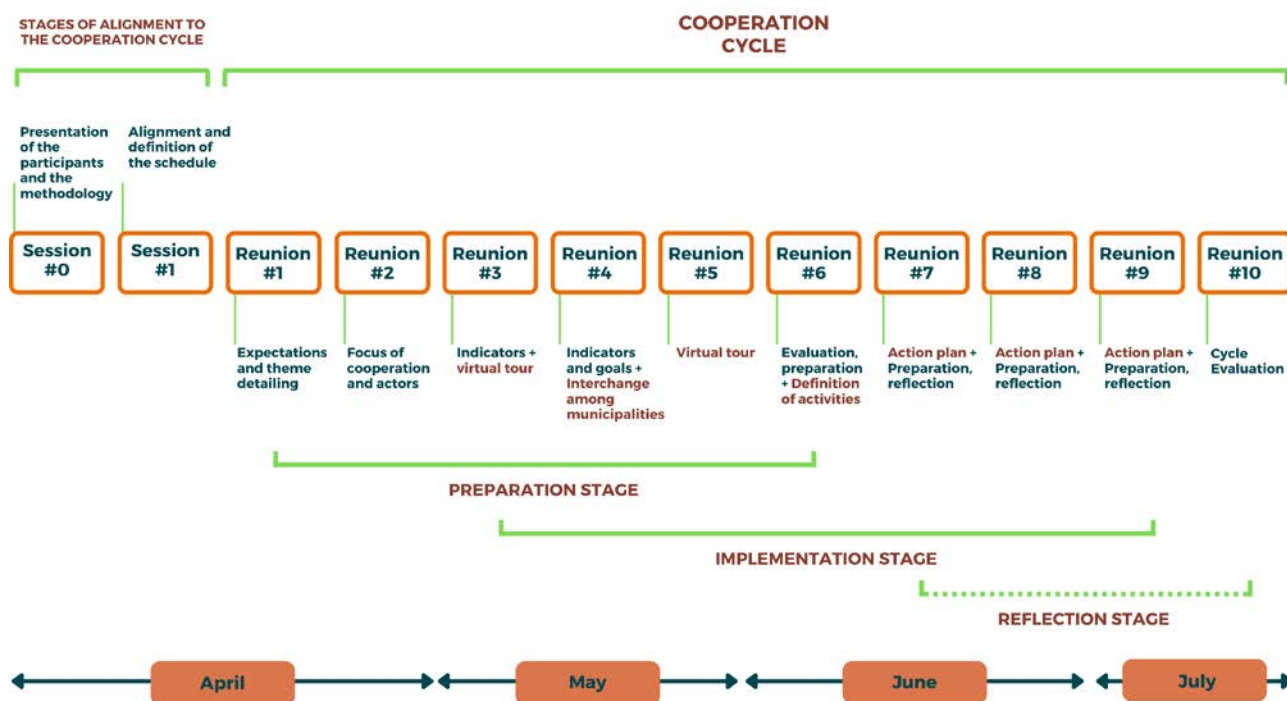 STAGES OF ALIGNMENT TO
THE COOPERATION CYCLE
COOPERATION
CYCLE
Presentation
of the
participants
and the
methodology
Alignment and
definition of
the schedule
Session
#0
Session
#1
Reunion
#1
Reunion
#2
Reunion
#3
Reunion
#4
Reunion
#5
Reunion
#6
Reunion
#7
Reunion
#8
Reunion
#9
Reunion
#10
Expectations
and theme
detailing
Focus of
cooperation
and actors
Indicators +
virtual tour
Indicators
and goals +
Interchange
among
municipalities
Virtual tour
Evaluation,
preparation
+ Definition
of activities
Action plan +
Preparation,
reflection
Action plan +
Preparation,
reflection
Action plan +
Preparation,
reflection
Cycle
Evaluation
PREPARATION STAGE
IMPLEMENTATION STAGE
REFLECTION STAGE
April
May
June
July